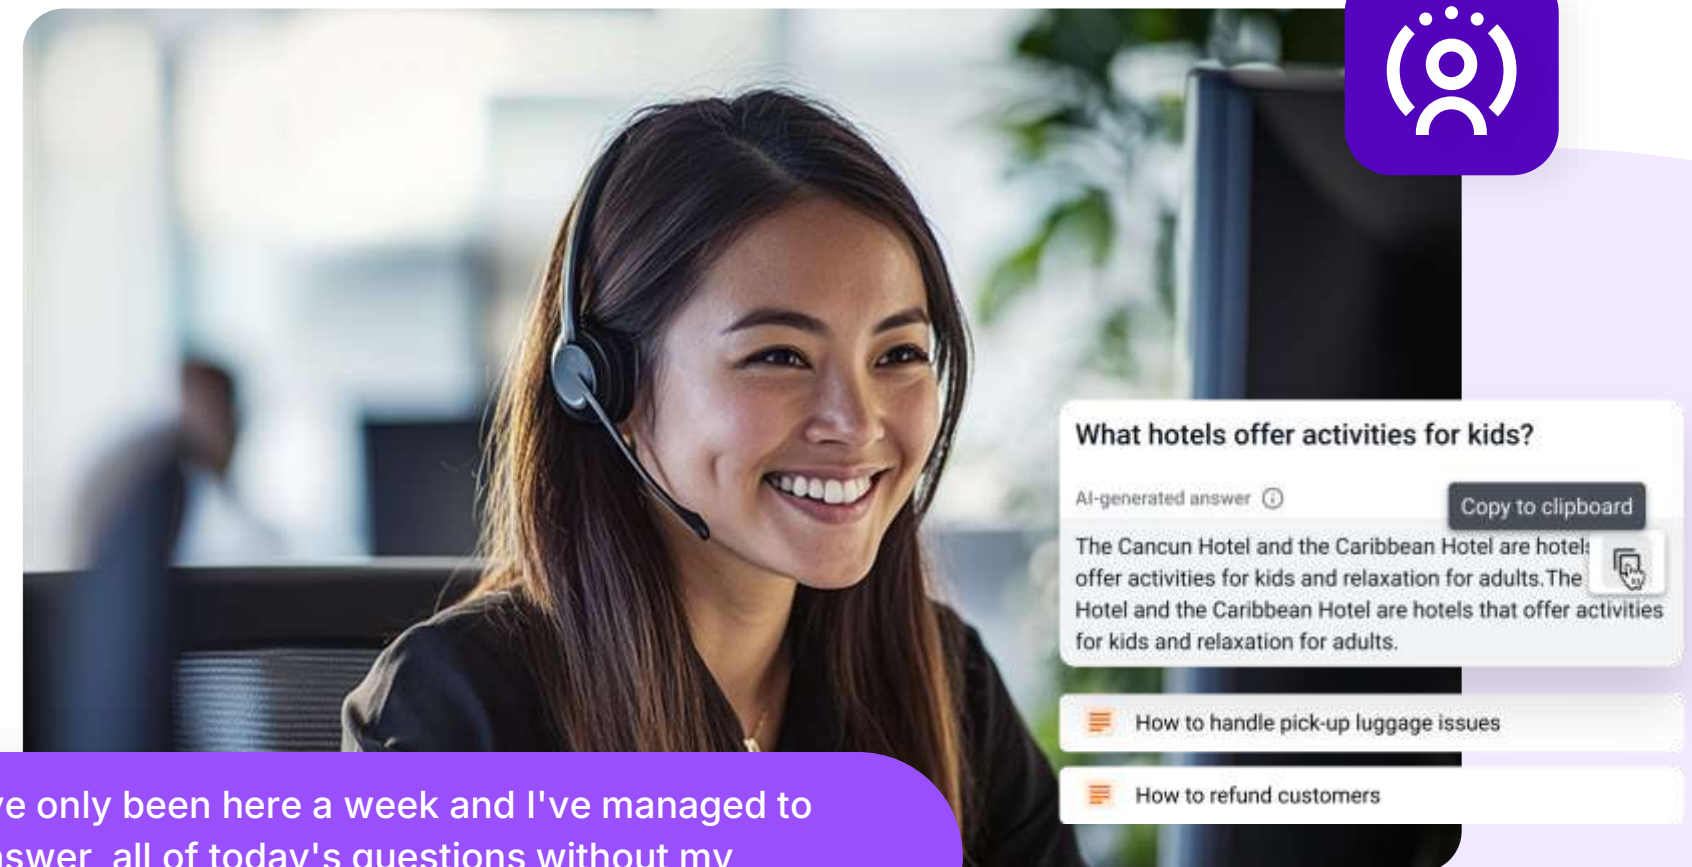 What hotels offer activities for kids?
AI-generated answer
Copy to clipboard
The Cancun Hotel and the Caribbean Hotel are hotels
offer activities for kids and relaxation for adults.The
Hotel and the Caribbean Hotel are hotels that offer activities
for kids and relaxation for adults.
How to handle pick-up luggage issues
How to refund customers
ve only been here a week and I've managed to
nswer all of today's questions without my